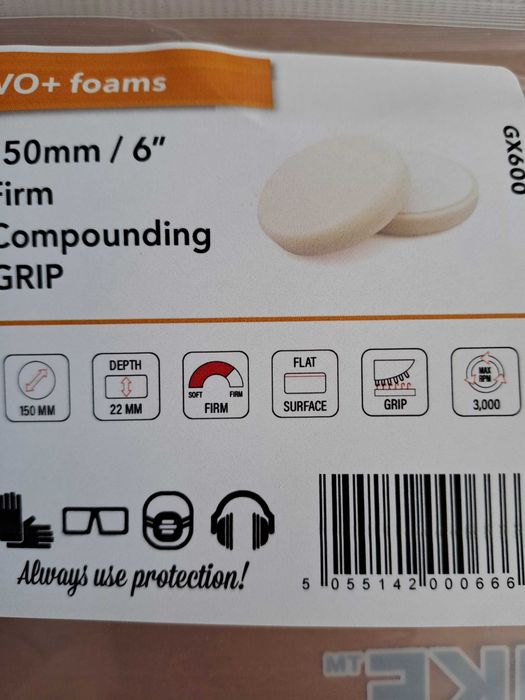 VO+ foams
GX600
50mm / 6"
Firm
Compounding
GRIP
150 MM
DEPTH
22 MM
SOFT FIRM
FIRM
FLAT
SURFACE
GRIP
MAX
RPM
3,000
Always use protection!
5 055142 000666
KE™